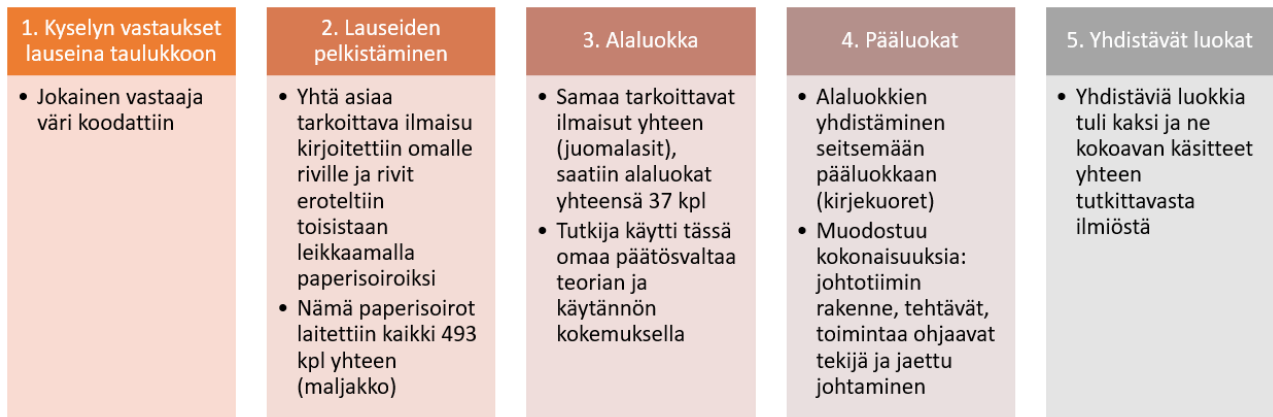 1. Kyselyn vastaukset
lauseina taulukkoon
• Jokainen vastaaja
väri koodattiin
2. Lauseiden
pelkistäminen
• Yhtä asiaa
tarkoittava ilmaisu
kirjoitettiin omalle
riville ja rivit
eroteltiin
toisistaan
leikkaamalla
paperisoiroiksi
• Nämä paperisoirot
laitettiin kaikki 493
kpl yhteen
(maljakko)
3. Alaluokka
• Samaa tarkoittavat
ilmaisut yhteen
(juomalasit),
saatiin alaluokat
yhteensä 37 kpl
• Tutkija käytti tässä
omaa päätösvaltaa
teorian ja
käytännön
kokemuksella
4. Pääluokat
• Alaluokkien
yhdistäminen
seitsemään
pääluokkaan
(kirjekuoret)
• Muodostuu
kokonaisuuksia:
johtotiimin
rakenne, tehtävät,
toimintaa ohjaavat
tekijä ja jaettu
johtaminen
5. Yhdistävät luokat
• Yhdistäviä luokkia
tuli kaksi ja ne
kokoavan käsitteet
yhteen
tutkittavasta
ilmiöstä